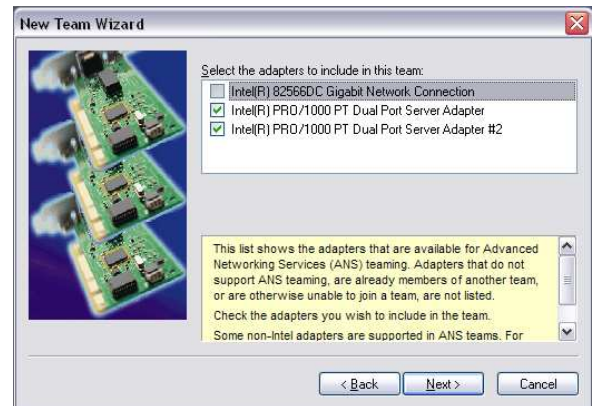 New Team Wizard
Select the adapters to include in this team:
Intel(R) 82566DC Gigabit Network Connection
Intel(R) PRO/1000 PT Dual Port Server Adapter
Intel(R) PRO/1000 PT Dual Port Server Adapter #2
This list shows the adapters that are available for Advanced
Networking Services (ANS) teaming. Adapters that do not
support ANS teaming, are already members of another team,
or are otherwise unable to join a team, are not listed.
Check the adapters you wish to include in the team.
Some non-Intel adapters are supported in ANS teams. For
< Back Next > Cancel